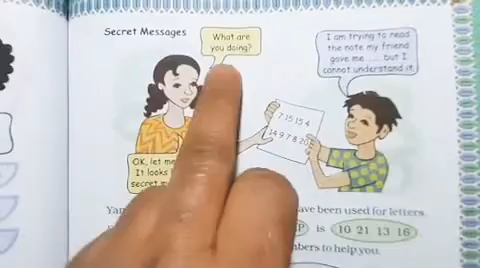 Secret Messages
What are
you doing?
I am trying to read
the note my friend
gave me ..... but I
cannot understand it.
7 15 15 4
14 9 7 8 20
OK, let me
It looks
secret
have been used for letters.
is 10 21 13 16
to help you.